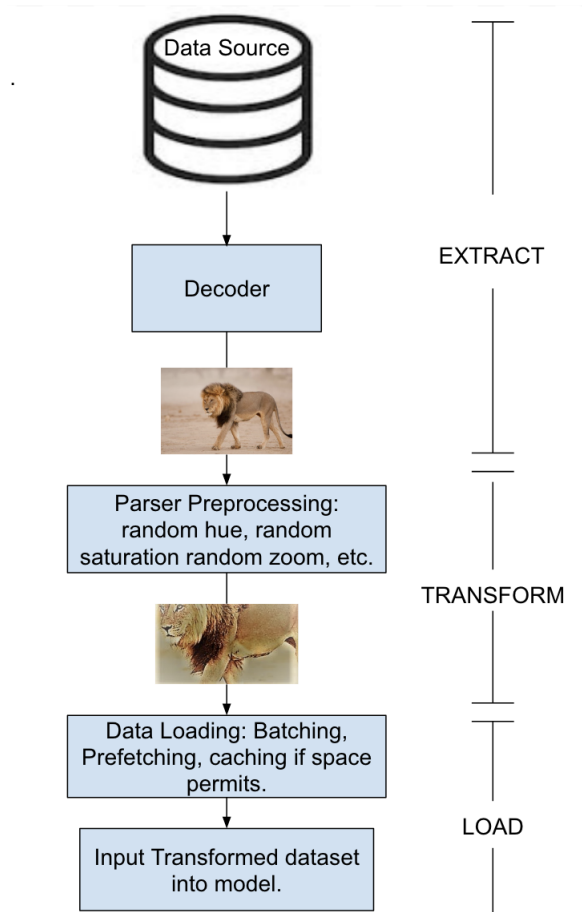 Data Source
.
EXTRACT
Decoder
Parser Preprocessing:
random hue, random
saturation random zoom, etc.
TRANSFORM
Data Loading: Batching,
Prefetching, caching if space
permits.
LOAD
Input Transformed dataset
into model.